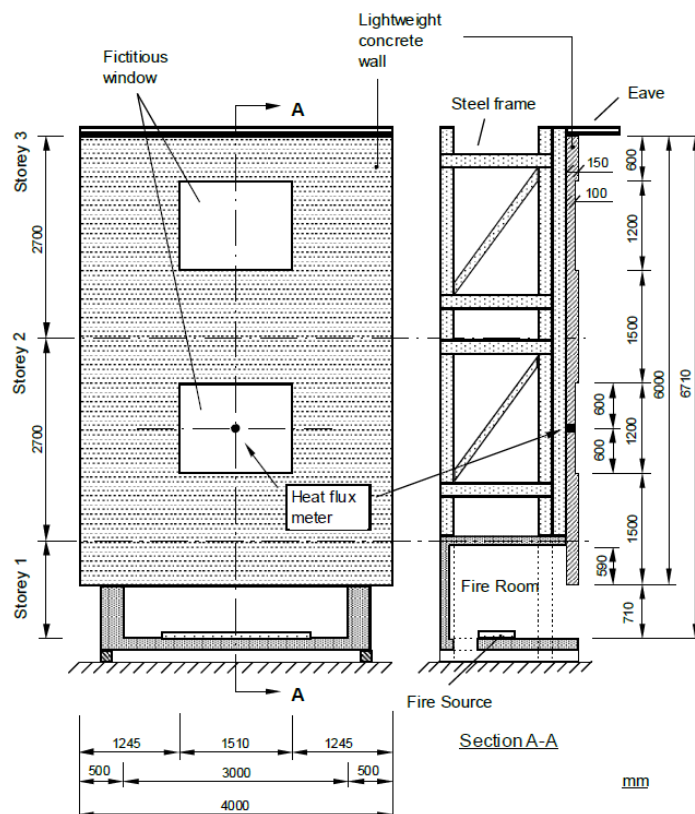 Lightweight
concrete
wall
Fictitious
window
Steel frame
Eave
A
Storey 3
150
600
100
1200
2700
1500
Storey 2
6000
6710
600
1200
600
2700
Heat flux
meter
1500
Storey 1
590
Fire Room
710
A
Fire Source
1245
1510
1245
Section A-A
500
3000
500
mm
4000